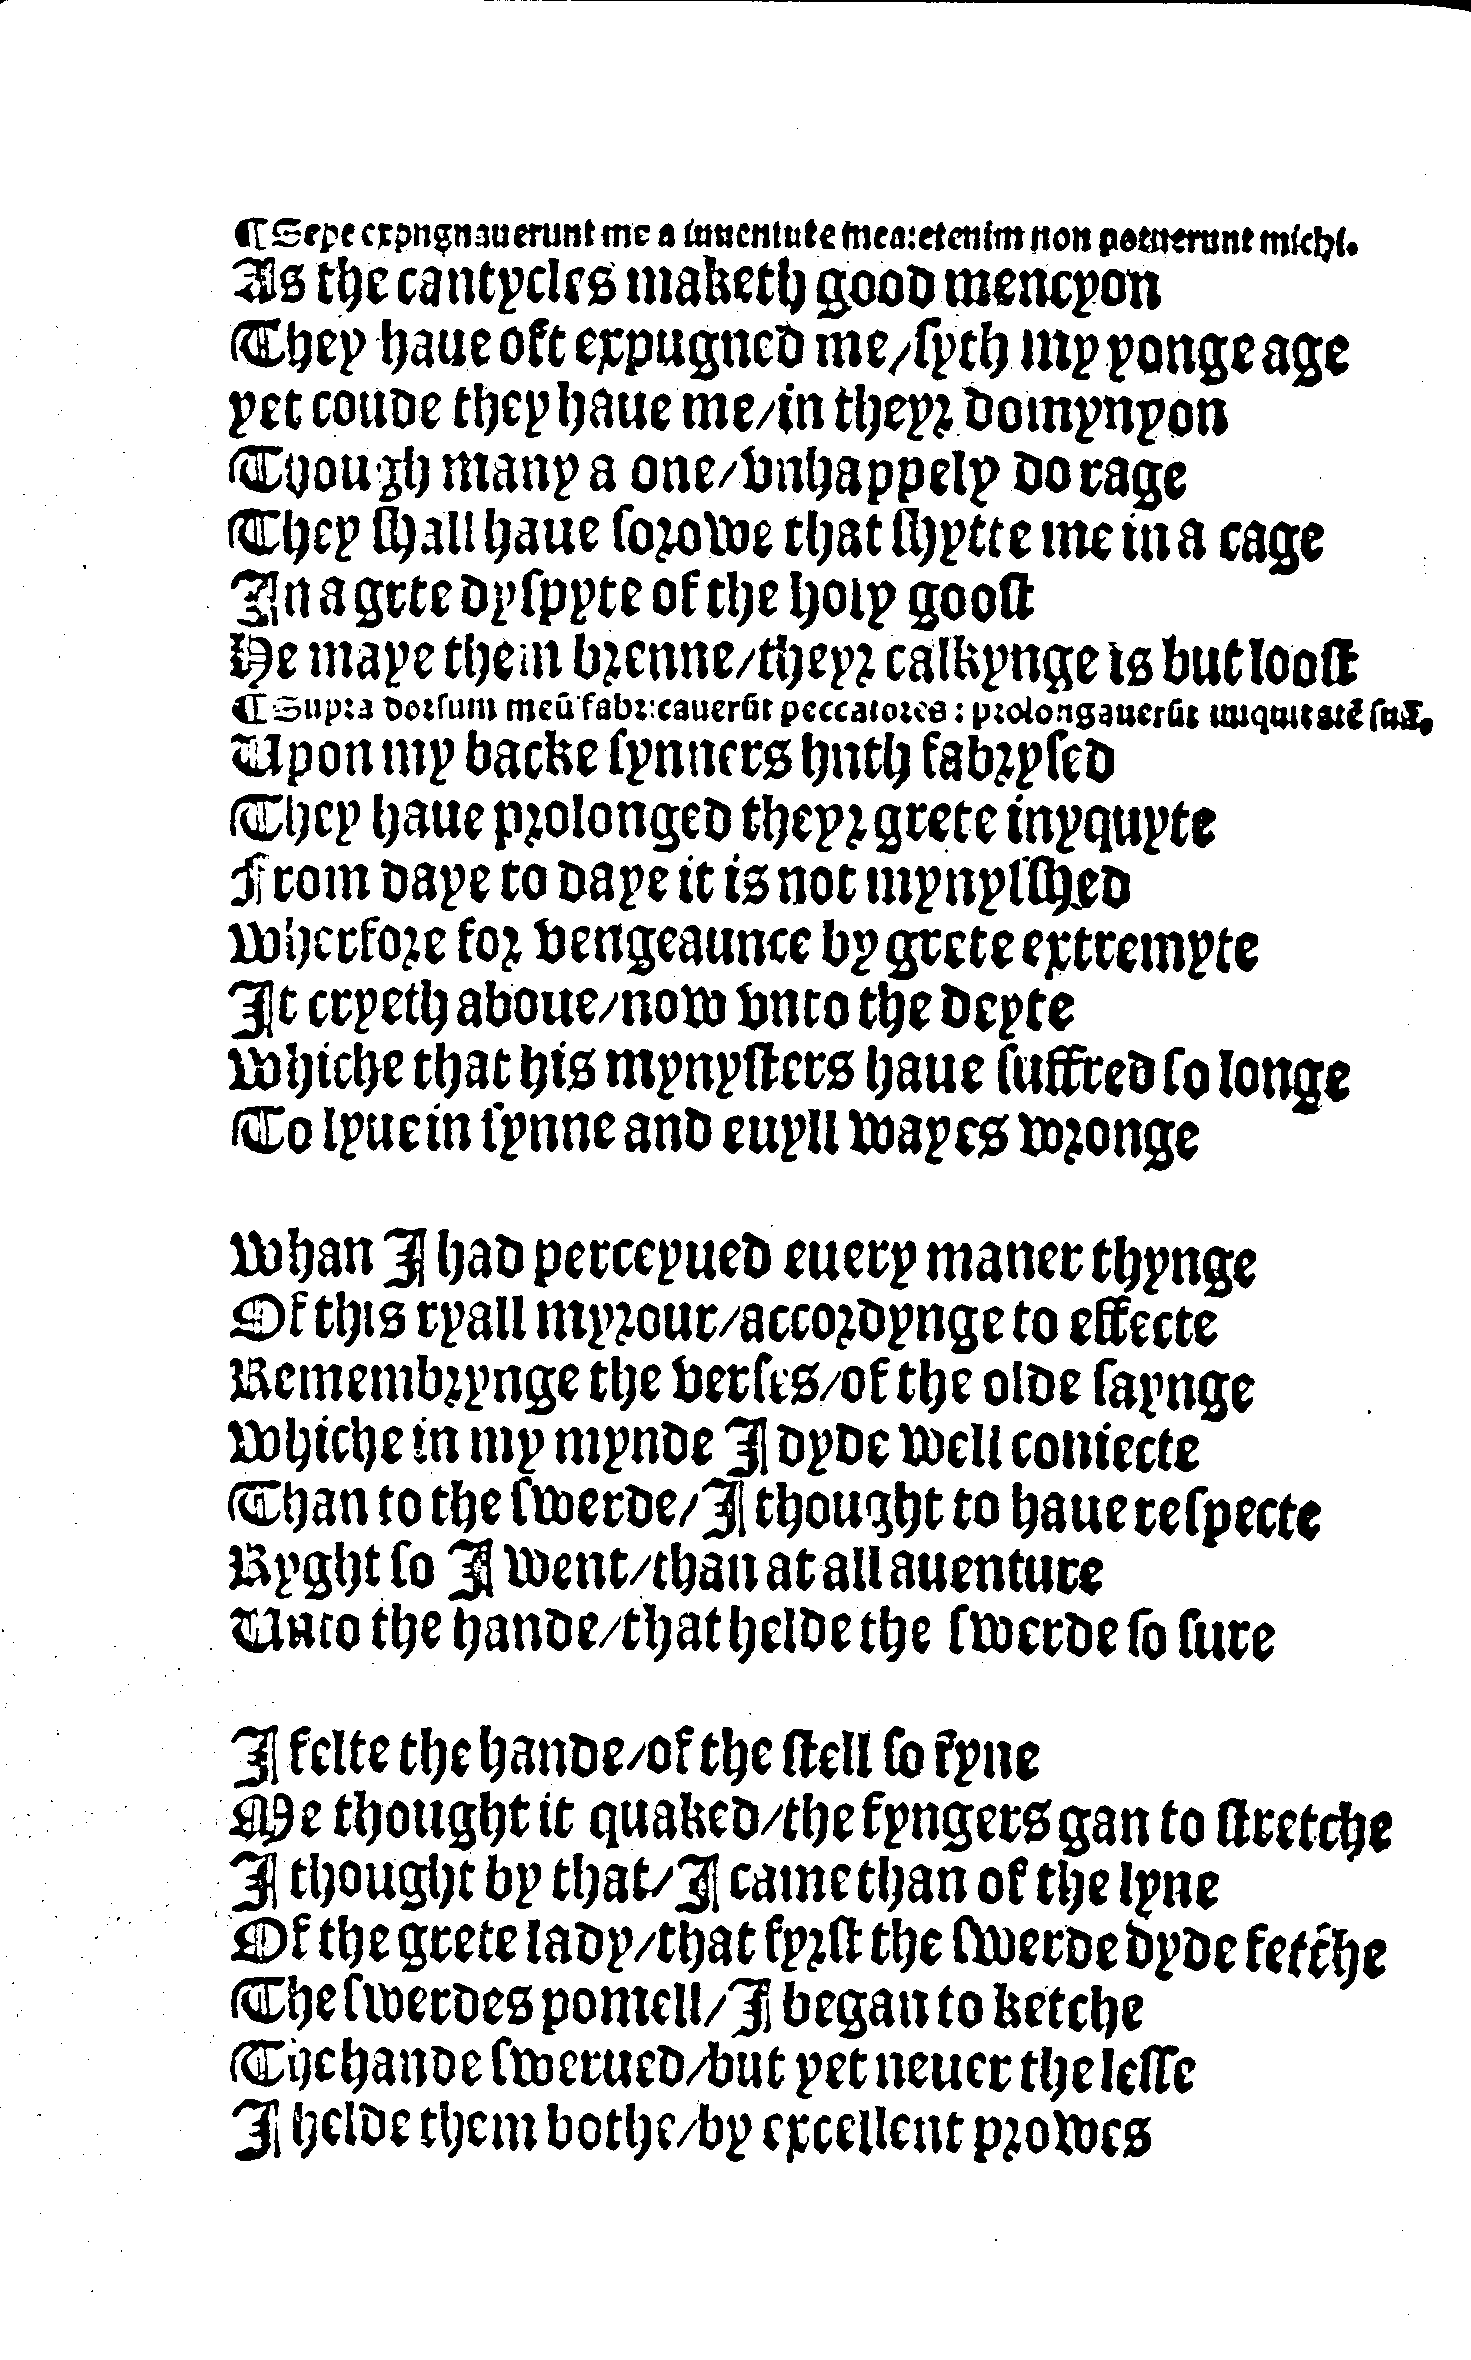 ¶ Sepe expugnauerunt me a iuuentute mea: etenim non potuerunt michi.
As the cantycles maketh good mencyon
They haue oft expugned me/ syth my yonge age
yet coude they haue me/ in theyr domynyon
Though many a one/ vnhappely do rage
They shall haue sorowe that shytte me in a cage
In a grete dyspyte of the holy goost
He maye them brenne/ theyr calkynge is but loost
¶ Supra dorsum meū fabricauerūt peccatores: prolongauerūt iniquitatē suā.
Upon my backe synners hnth fabrysed
They haue prolonged theyr grete inyquyte
From daye to daye it is not mynysshed
wherfore for vengeaunce by grete extremyte
It cryeth aboue/ now vnto the deyte
whiche that his mynysters haue suffred so longe
To lyue in synne and euyll wayes wronge
whan I had perceyued euery maner thynge
Of this ryall myrour/ accordynge to effecte
Remembrynge the verses/ of the olde saynge
whiche in my mynde I dyde well coniecte
Than to the swerde/ I thought to haue respecte
Ryght so I went/ than at all auenture
Unto the hande/ that helde the swerde so sure
I felte the hande/ of the stell so fyne
Me thought it quaked/ the fyngers gan to stretche
I thought by that/ I came than of the lyne
Of the grete lady/ that fyrst the swerde dyde fetche
The swerdes pomell/ I began to ketche
The hande swerued/ but yet neuer the lesse
I helde them bothe/ by excellent prowes